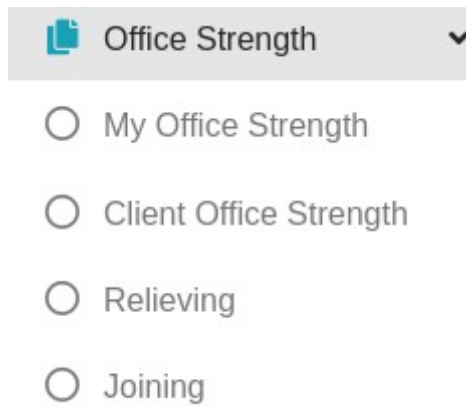 Office Strength
My Office Strength
Client Office Strength
Relieving
Joining